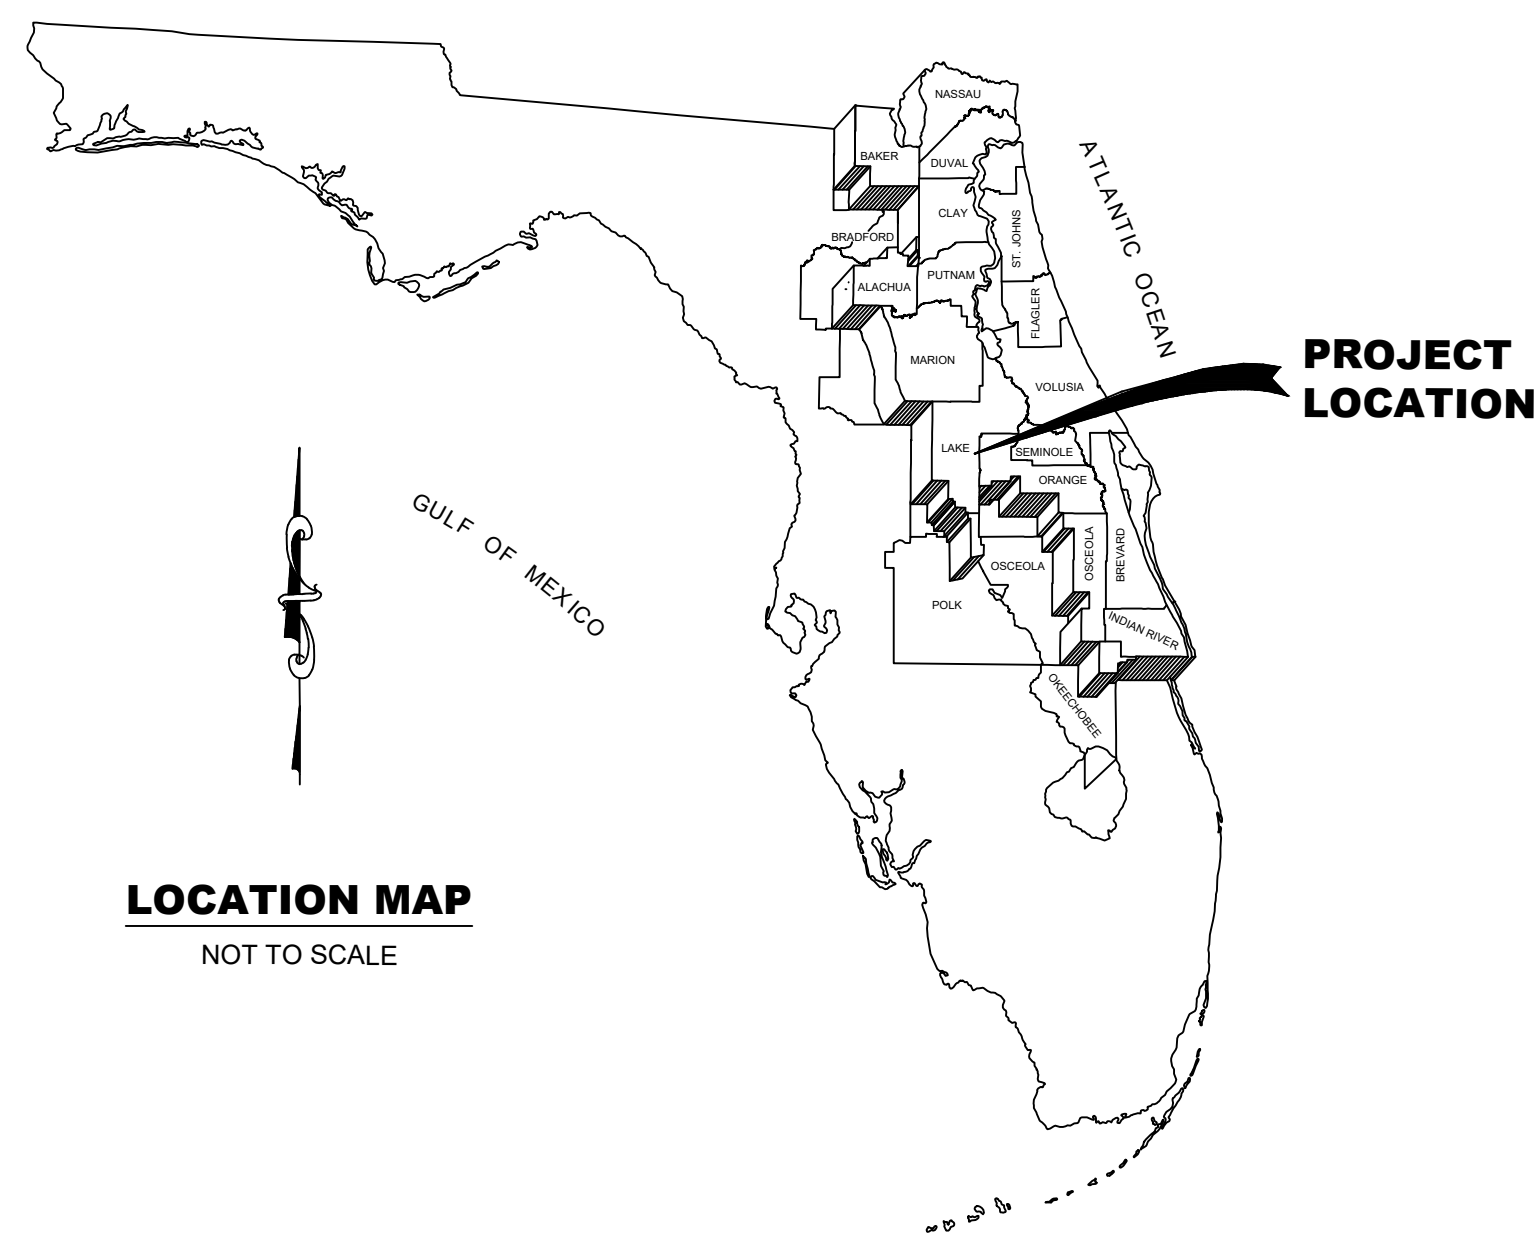 NASSAU
BAKER
DUVAL
CLAY
ST. JOHNS
BRADFORD
PUTNAM
ALACHUA
FLAGLER
MARION
VOLUSIA
LAKE
SEMINOLE
ORANGE
OSCEOLA
BREVARD
OSCEOLA
POLK
INDIAN RIVER
OKEECHOBEE
ATLANTIC OCEAN
PROJECT
LOCATION
GULF OF MEXICO
LOCATION MAP
NOT TO SCALE